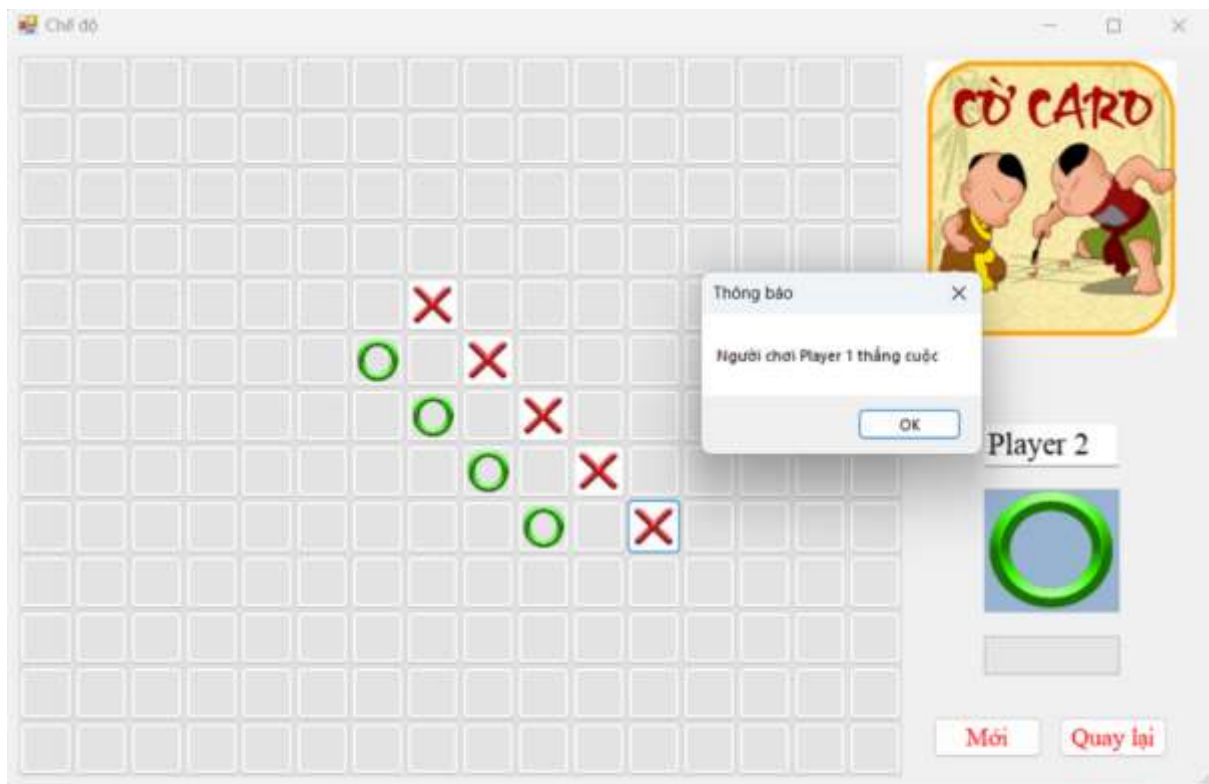 Chế độ
CỜ CARO
Thông báo
Người chơi Player 1 thắng cuộc
OK
Player 2
Mới
Quay lại